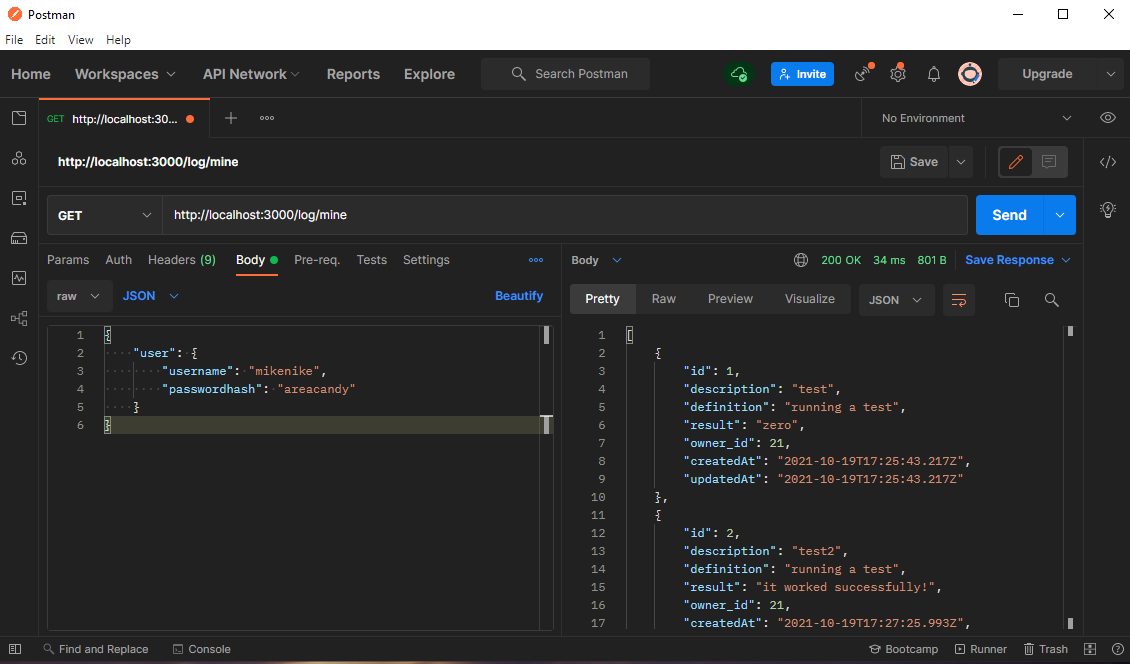 Postman
File Edit View Help
Home Workspaces API Network Reports Explore Search Postman Invite Upgrade
GET http://localhost:30... No Environment
http://localhost:3000/log/mine Save
GET http://localhost:3000/log/mine Send
Params Auth Headers (9) Body Pre-req. Tests Settings
Body 200 OK 34 ms 801 B Save Response
raw JSON Beautify
Pretty Raw Preview Visualize JSON
1 {
2 "user": {
3 "username": "mikenike",
4 "passwordhash": "areacandy"
5 }
6 }
1 [
2 {
3 "id": 1,
4 "description": "test",
5 "definition": "running a test",
6 "result": "zero",
7 "owner_id": 21,
8 "createdAt": "2021-10-19T17:25:43.217Z",
9 "updatedAt": "2021-10-19T17:25:43.217Z"
10 },
11 {
12 "id": 2,
13 "description": "test2",
14 "definition": "running a test",
15 "result": "it worked successfully!",
16 "owner_id": 21,
17 "createdAt": "2021-10-19T17:27:25.993Z",
Find and Replace Console Bootcamp Runner Trash